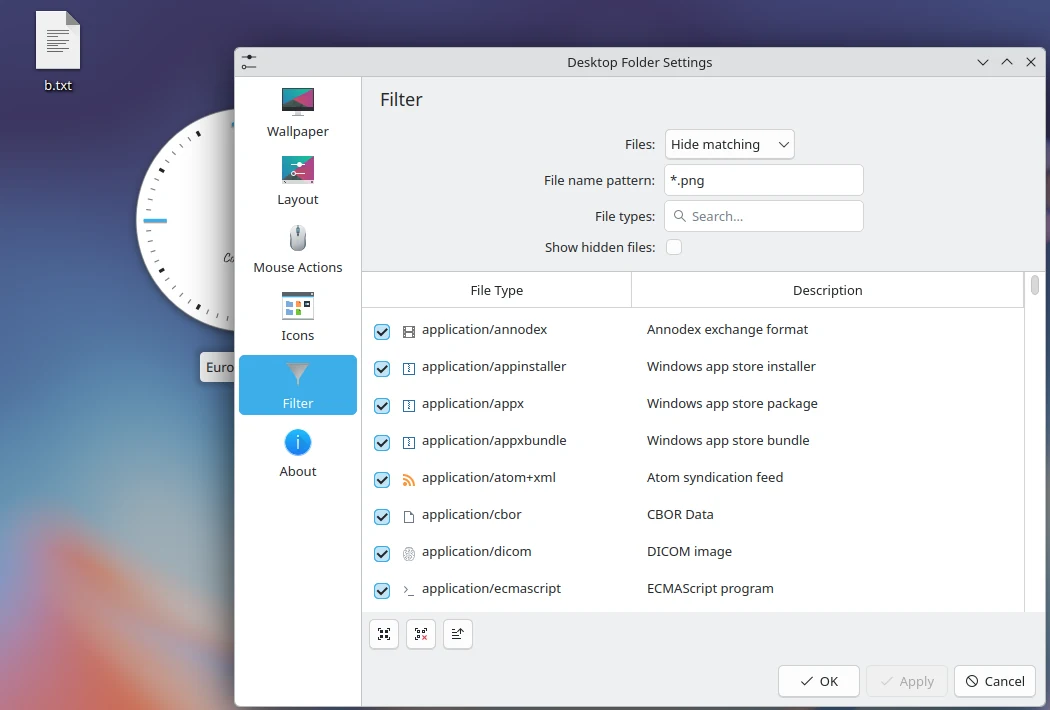 b.txt
Desktop Folder Settings
Wallpaper
Layout
Mouse Actions
Icons
Filter
About
Filter
Files: Hide matching
File name pattern: *.png
File types: Search...
Show hidden files:
File Type Description
application/annodex Annodex exchange format
application/appinstaller Windows app store installer
application/appx Windows app store package
application/appxbundle Windows app store bundle
application/atom+xml Atom syndication feed
application/cbor CBOR Data
application/dicom DICOM image
application/ecmascript ECMAScript program
OK Apply Cancel
Cu
Euro